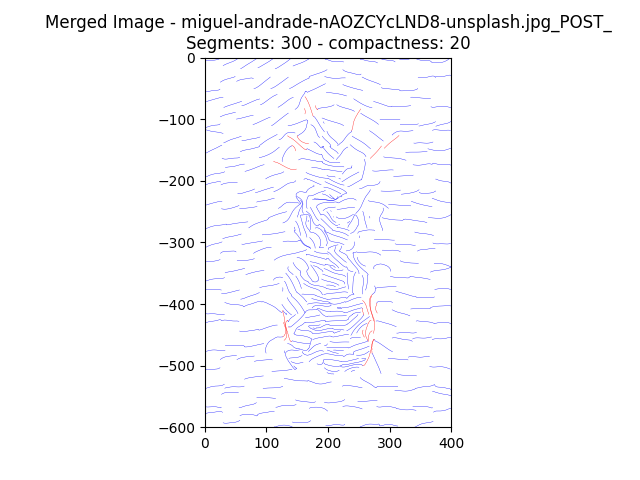 Merged Image - miguel-andrade-nAOZCYcLND8-unsplash.jpg_POST_
Segments: 300 - compactness: 20
0
−100
−200
−300
−400
−500
−600
0 100 200 300 400